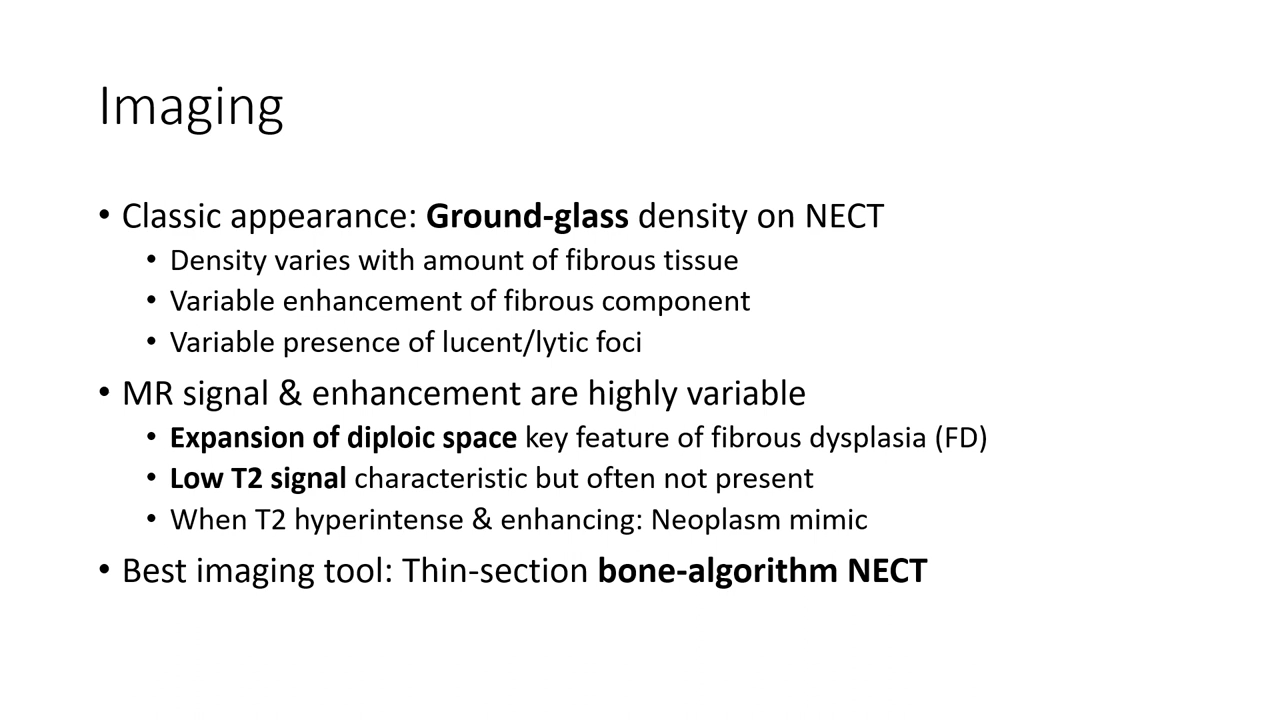 Imaging
• Classic appearance: Ground-glass density on NECT
• Density varies with amount of fibrous tissue
• Variable enhancement of fibrous component
• Variable presence of lucent/lytic foci
• MR signal & enhancement are highly variable
• Expansion of diploic space key feature of fibrous dysplasia (FD)
• Low T2 signal characteristic but often not present
• When T2 hyperintense & enhancing: Neoplasm mimic
• Best imaging tool: Thin-section bone-algorithm NECT